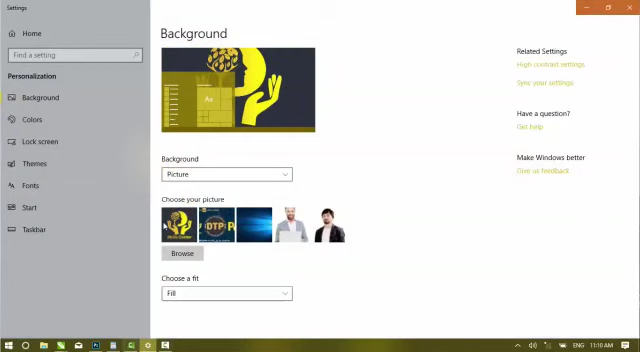 Settings
Home
Find a setting
Personalization
Background
Colors
Lock screen
Themes
Fonts
Start
Taskbar
Background
Aa
Background
Picture
Choose your picture
DTP
Browse
Choose a fit
Fill
Related Settings
High contrast settings
Sync your settings
Have a question?
Get help
Make Windows better
Give us feedback
ENG
11:10 AM